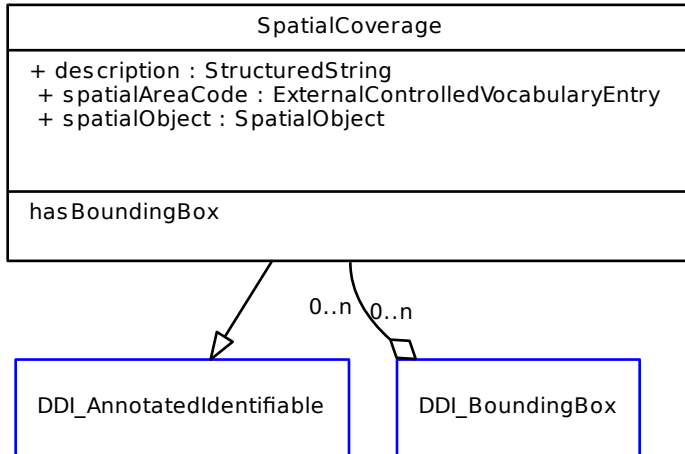 SpatialCoverage
+ description : StructuredString
+ spatialAreaCode : ExternalControlledVocabularyEntry
+ spatialObject : SpatialObject
hasBoundingBox
0..n 0..n
DDI_AnnotatedIdentifiable DDI_BoundingBox